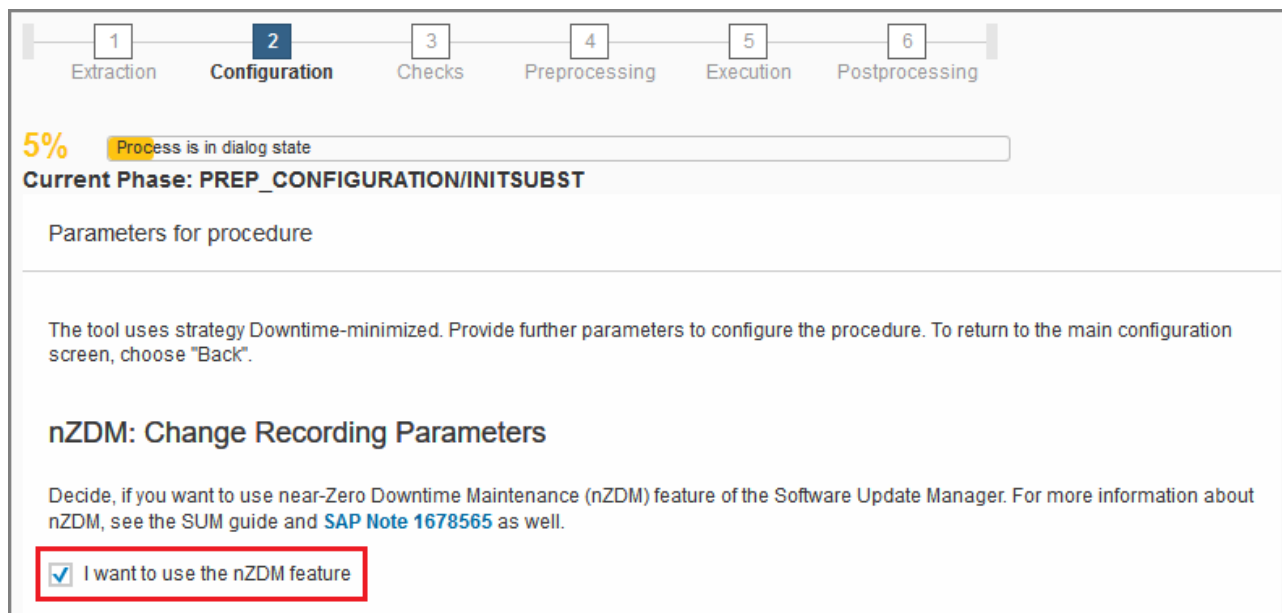 1 2 3 4 5 6
Extraction Configuration Checks Preprocessing Execution Postprocessing
5% Process is in dialog state
Current Phase: PREP_CONFIGURATION/INITSUBST
Parameters for procedure
The tool uses strategy Downtime-minimized. Provide further parameters to configure the procedure. To return to the main configuration
screen, choose "Back".
nZDM: Change Recording Parameters
Decide, if you want to use near-Zero Downtime Maintenance (nZDM) feature of the Software Update Manager. For more information about
nZDM, see the SUM guide and SAP Note 1678565 as well.
I want to use the nZDM feature